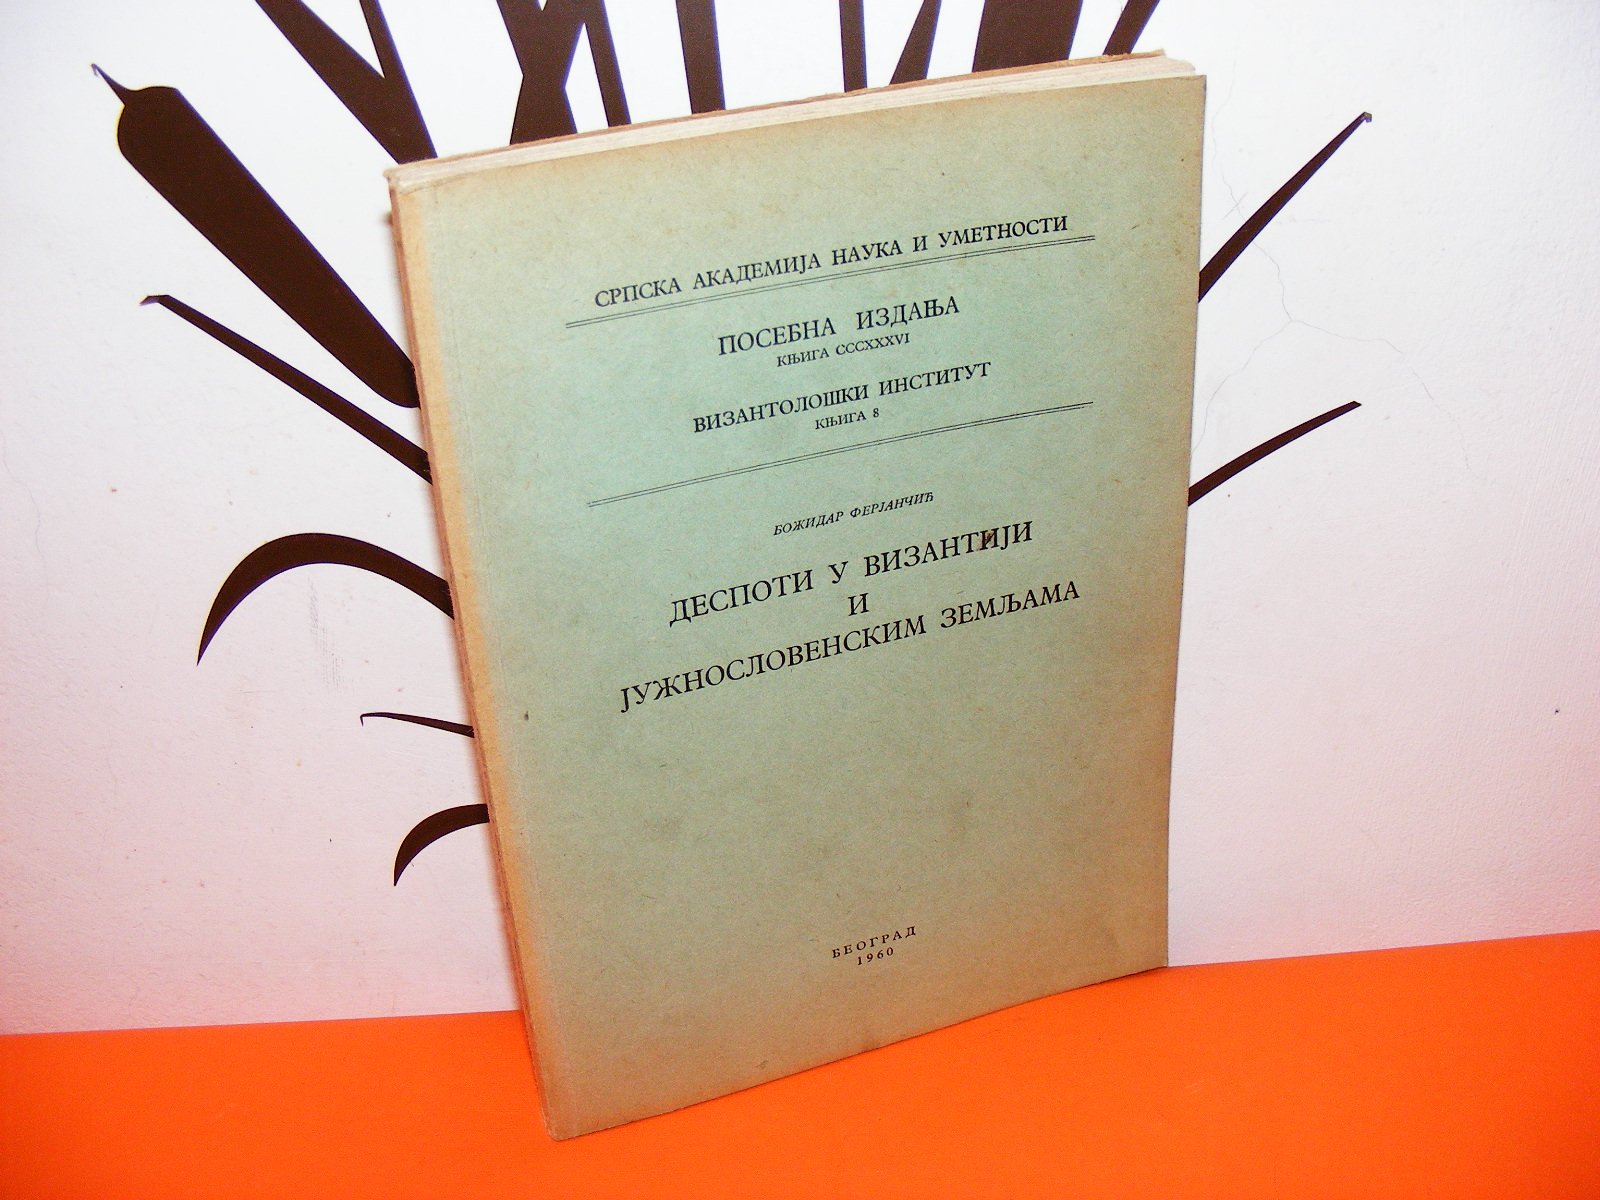 СРПСКА АКАДЕМИЈА НАУКА И УМЕТНОСТИ
ПОСЕБНА ИЗДАЊА
КЊИГА CCCXXXVI
ВИЗАНТОЛОШКИ ИНСТИТУТ
КЊИГА 8
БОЖИДАР ФЕРЈАНЧИЋ
ДЕСПОТИ У ВИЗАНТИЈИ
И
ЈУЖНОСЛОВЕНСКИМ ЗЕМЉАМА
БЕОГРАД
1960